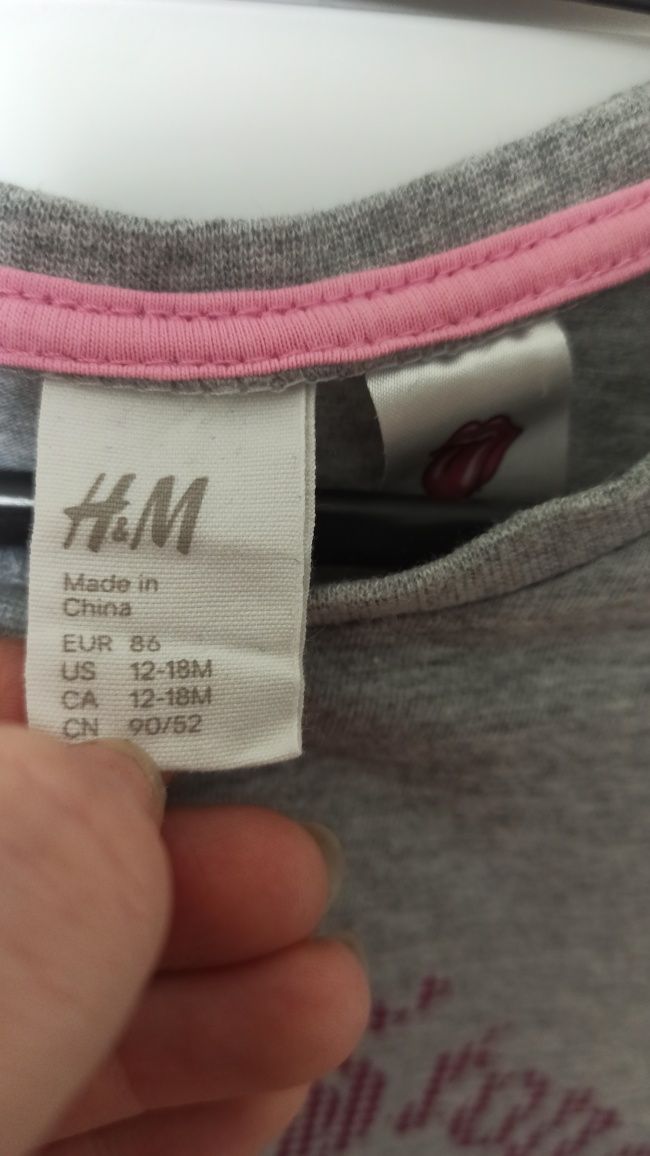 H&M
Made in
China
EUR 86
US 12-18M
CA 12-18M
CN 90/52